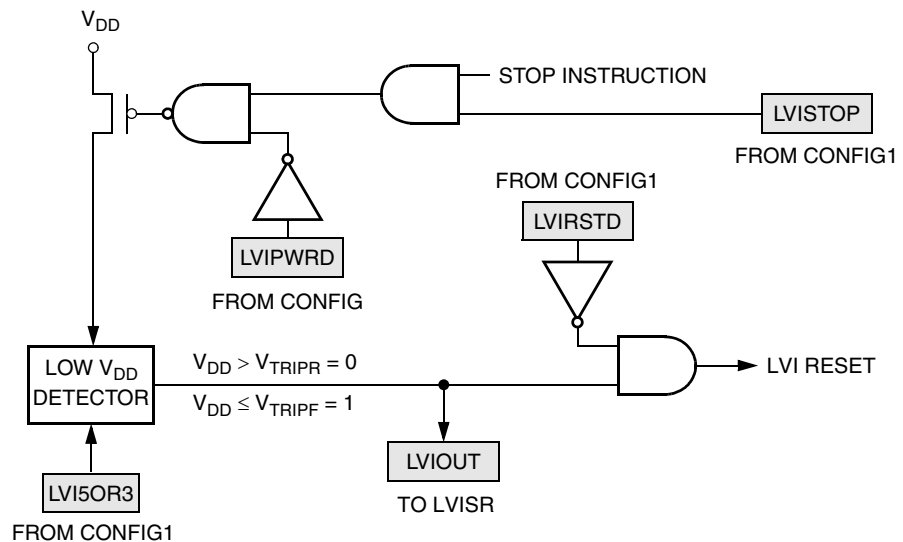 VDD
STOP INSTRUCTION
LVISTOP
FROM CONFIG1
FROM CONFIG1
LVIRSTD
LVIPWRD
FROM CONFIG
LOW VDD
DETECTOR
VDD > VTRIPR = 0
VDD ≤ VTRIPF = 1
LVI RESET
LVIOUT
TO LVISR
LVI5OR3
FROM CONFIG1